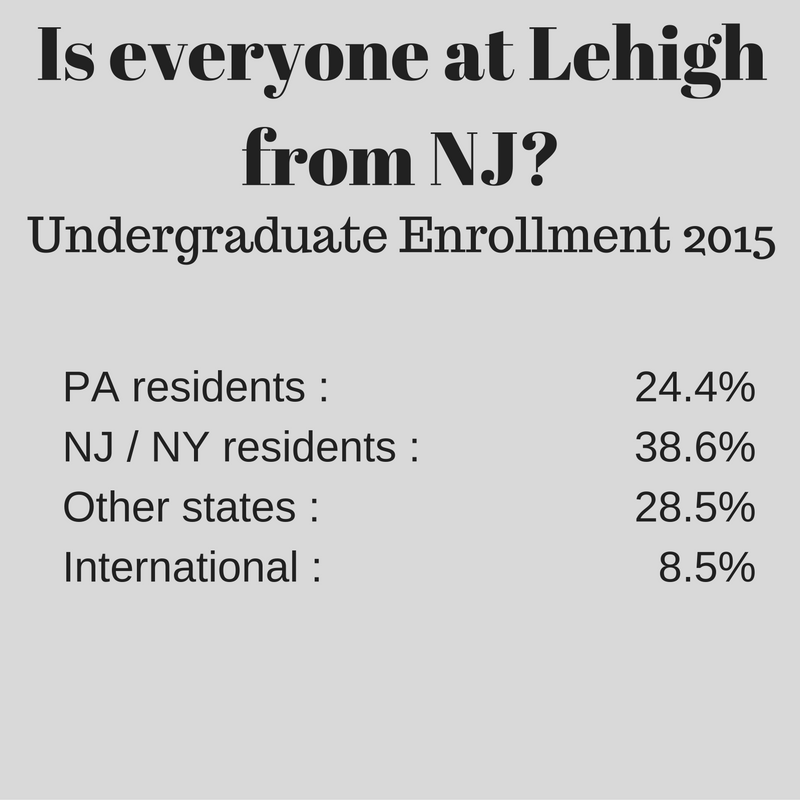 Is everyone at Lehigh
from NJ?
Undergraduate Enrollment 2015
PA residents : 24.4%
NJ / NY residents : 38.6%
Other states : 28.5%
International : 8.5%